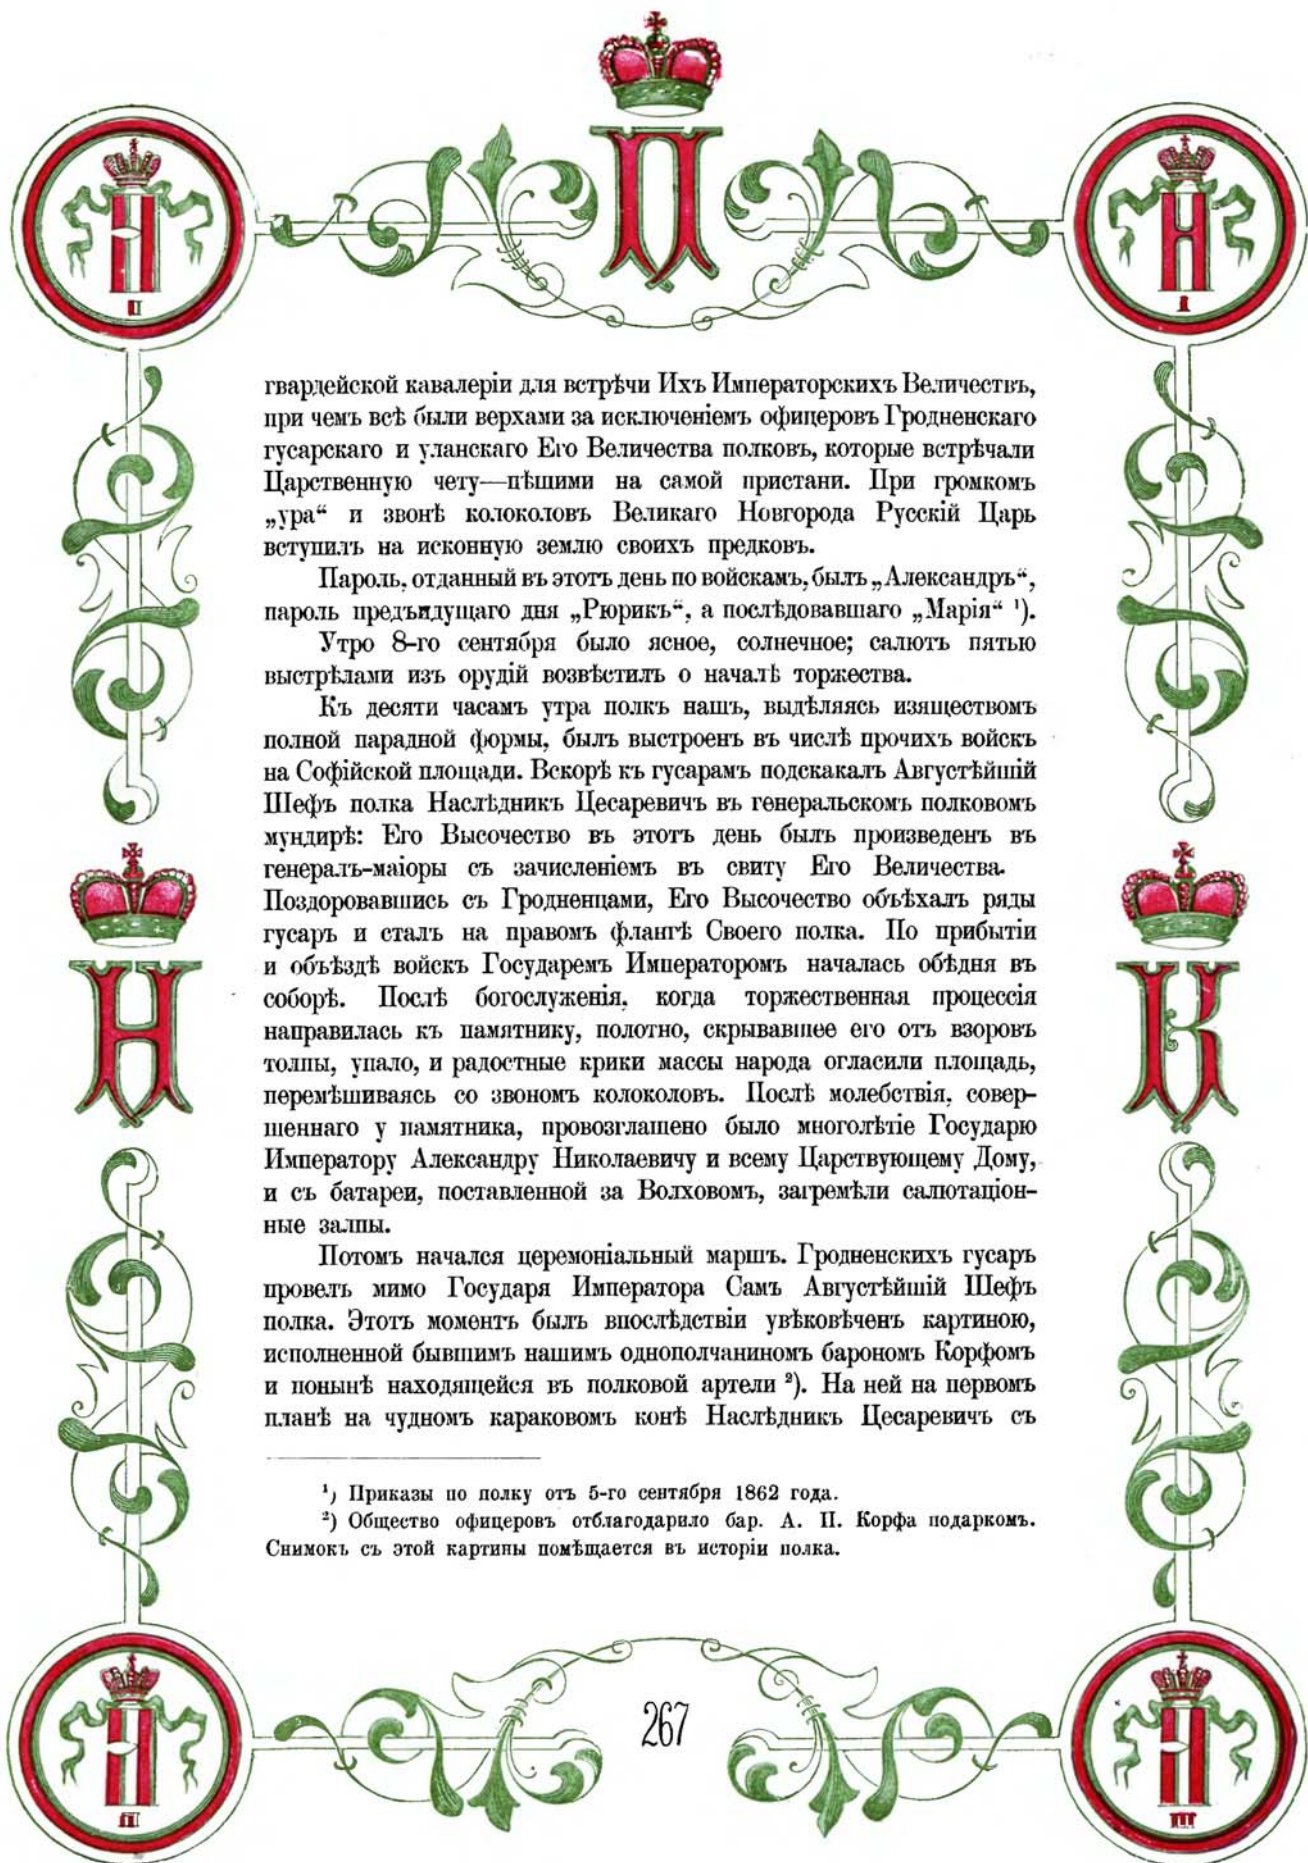 П
II
I
гвардейской кавалеріи для встрѣчи Ихъ Императорскихъ Величествъ,
при чемъ всѣ были верхами за исключеніемъ офицеровъ Гродненскаго
гусарскаго и уланскаго Его Величества полковъ, которые встрѣчали
Царственную чету—пѣшими на самой пристани. При громкомъ
„ура“ и звонѣ колоколовъ Великаго Новгорода Русскій Царь
вступилъ на исконную землю своихъ предковъ.
Пароль, отданный въ этотъ день по войскамъ, былъ „Александръ“,
пароль предъидущаго дня „Рюрикъ“, а послѣдовавшаго „Марія“ ¹).
Утро 8-го сентября было ясное, солнечное; салютъ пятью
выстрѣлами изъ орудій возвѣстилъ о началѣ торжества.
Къ десяти часамъ утра полкъ нашъ, выдѣляясь изяществомъ
полной парадной формы, былъ выстроенъ въ числѣ прочихъ войскъ
на Софійской площади. Вскорѣ къ гусарамъ подскакалъ Августѣйшій
Шефъ полка Наслѣдникъ Цесаревичъ въ генеральскомъ полковомъ
мундирѣ: Его Высочество въ этотъ день былъ произведенъ въ
генералъ-маіоры съ зачисленіемъ въ свиту Его Величества.
Поздоровавшись съ Гродненцами, Его Высочество объѣхалъ ряды
гусаръ и сталъ на правомъ флангѣ Своего полка. По прибытіи
и объѣздѣ войскъ Государемъ Императоромъ началась обѣдня въ
соборѣ. Послѣ богослуженія, когда торжественная процессія
направилась къ памятнику, полотно, скрывавшее его отъ взоровъ
толпы, упало, и радостные крики массы народа огласили площадь,
перемѣшиваясь со звономъ колоколовъ. Послѣ молебствія, совер-
шеннаго у памятника, провозглашено было многолѣтіе Государю
Императору Александру Николаевичу и всему Царствующему Дому,
и съ батареи, поставленной за Волховомъ, загремѣли салютаціон-
ные залпы.
Потомъ начался церемоніальный маршъ. Гродненскихъ гусаръ
провелъ мимо Государя Императора Самъ Августѣйшій Шефъ
полка. Этотъ моментъ былъ впослѣдствіи увѣковѣченъ картиною,
исполненной бывшимъ нашимъ однополчаниномъ барономъ Корфомъ
и понынѣ находящейся въ полковой артели ²). На ней на первомъ
планѣ на чудномъ караковомъ конѣ Наслѣдникъ Цесаревичъ съ
Н
К
¹) Приказы по полку отъ 5-го сентября 1862 года.
²) Общество офицеровъ отблагодарило бар. А. П. Корфа подаркомъ.
Снимокъ съ этой картины помѣщается въ исторіи полка.
267
III